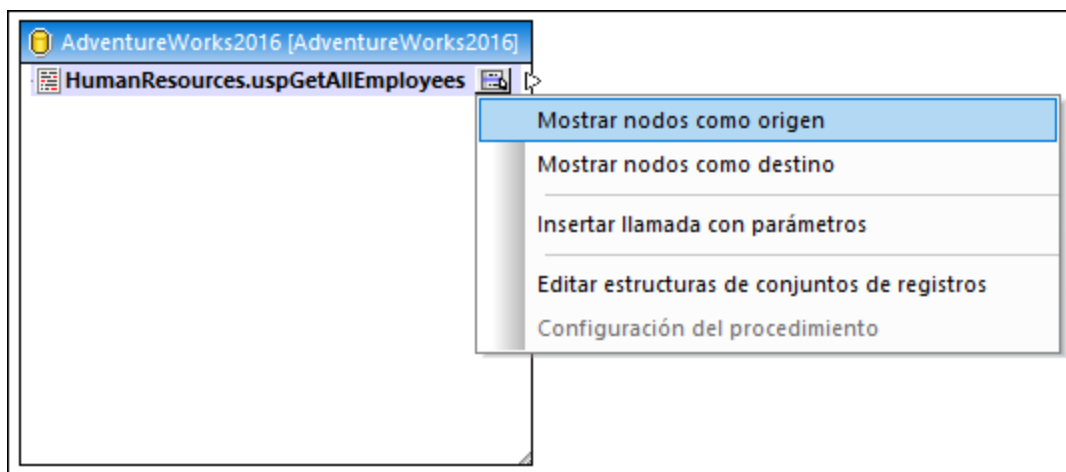 AdventureWorks2016 [AdventureWorks2016]
HumanResources.uspGetAllEmployees
Mostrar nodos como origen
Mostrar nodos como destino
Insertar llamada con parámetros
Editar estructuras de conjuntos de registros
Configuración del procedimiento